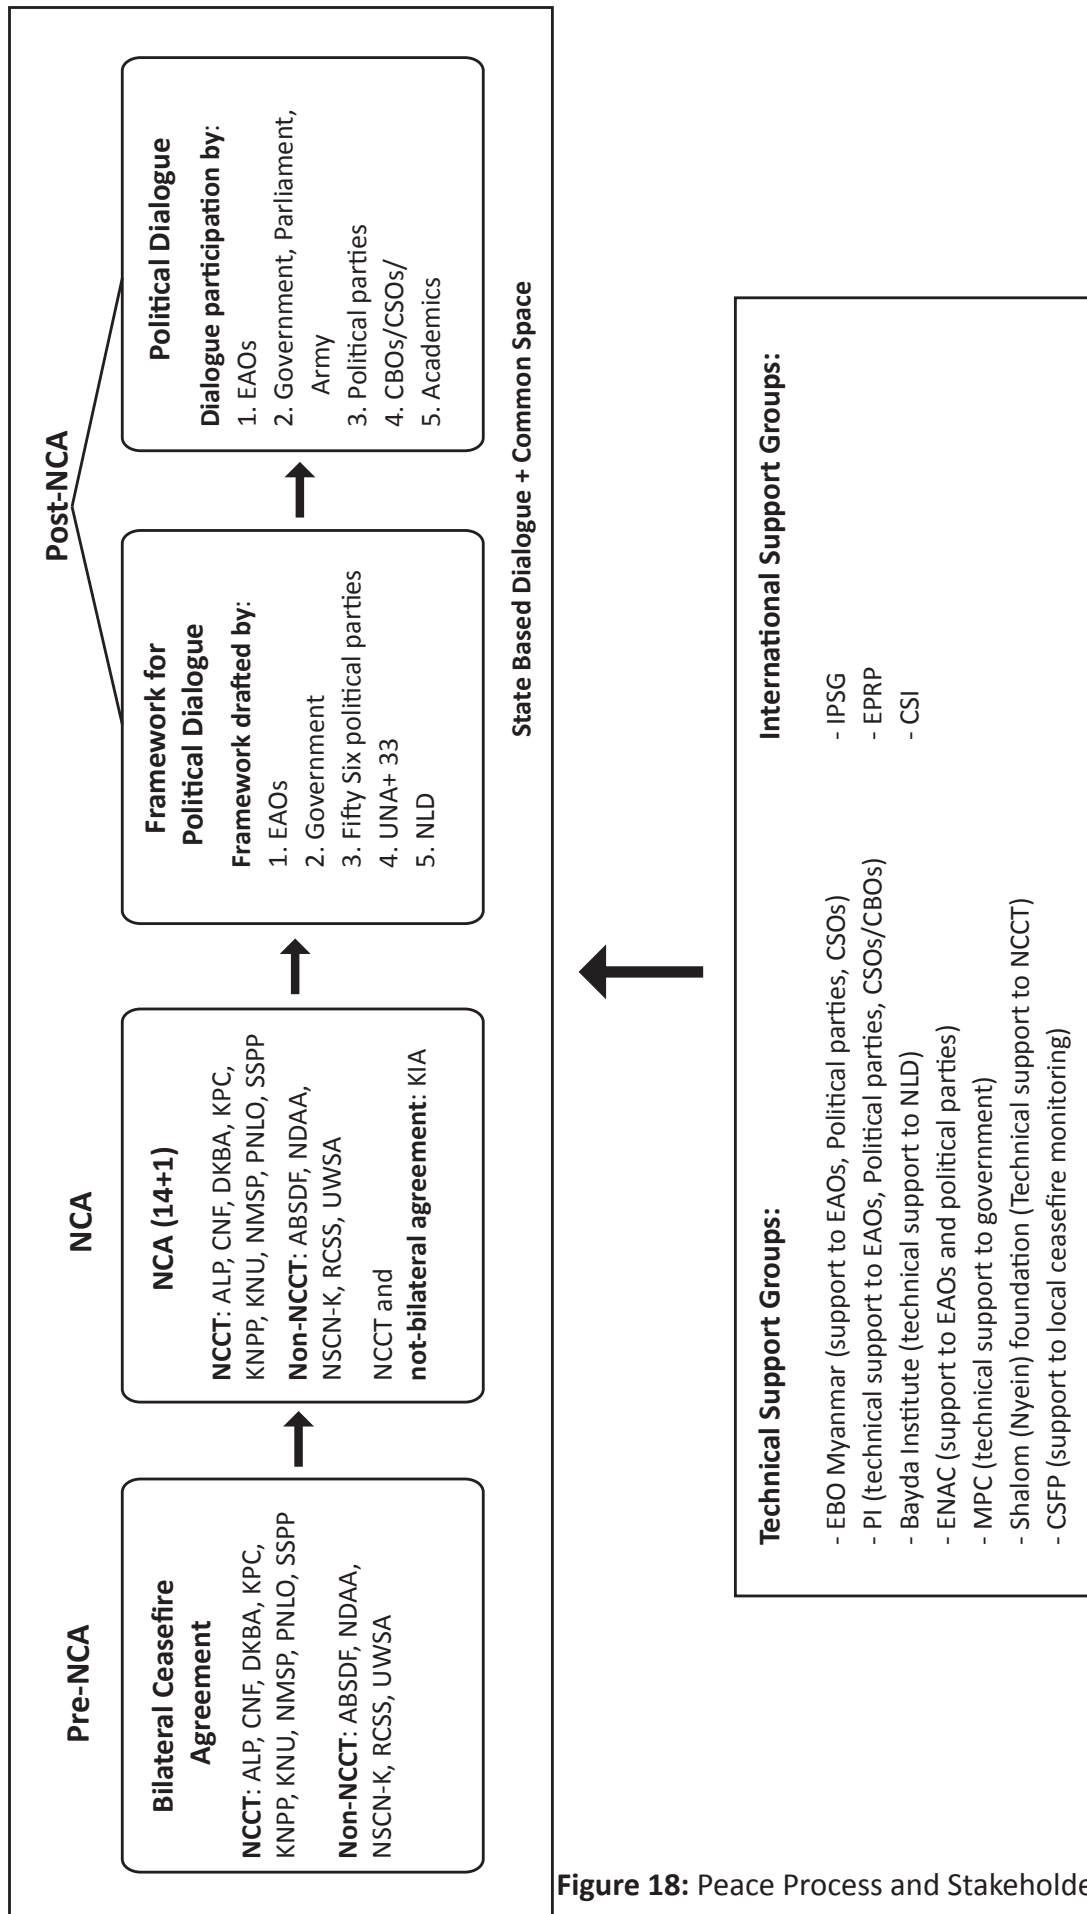 Pre-NCA
NCA
Post-NCA
Bilateral Ceasefire
Agreement
NCCT: ALP, CNF, DKBA, KPC,
KNPP, KNU, NMSP, PNLO, SSPP
Non-NCCT: ABSDF, NDAA,
NSCN-K, RCSS, UWSA
NCA (14+1)
NCCT: ALP, CNF, DKBA, KPC,
KNPP, KNU, NMSP, PNLO, SSPP
Non-NCCT: ABSDF, NDAA,
NSCN-K, RCSS, UWSA
NCCT and
not-bilateral agreement: KIA
Framework for
Political Dialogue
Framework drafted by:
1. EAOs
2. Government
3. Fifty Six political parties
4. UNA+ 33
5. NLD
Political Dialogue
Dialogue participation by:
1. EAOs
2. Government, Parliament,
Army
3. Political parties
4. CBOs/CSOs/
5. Academics
State Based Dialogue + Common Space
Technical Support Groups:
- EBO Myanmar (support to EAOs, Political parties, CSOs)
- PI (technical support to EAOs, Political parties, CSOs/CBOs)
- Bayda Institute (technical support to NLD)
- ENAC (support to EAOs and political parties)
- MPC (technical support to government)
- Shalom (Nyein) foundation (Technical support to NCCT)
- CSFP (support to local ceasefire monitoring)
International Support Groups:
- IPSG
- EPRP
- CSI
Figure 18: Peace Process and Stakeholde